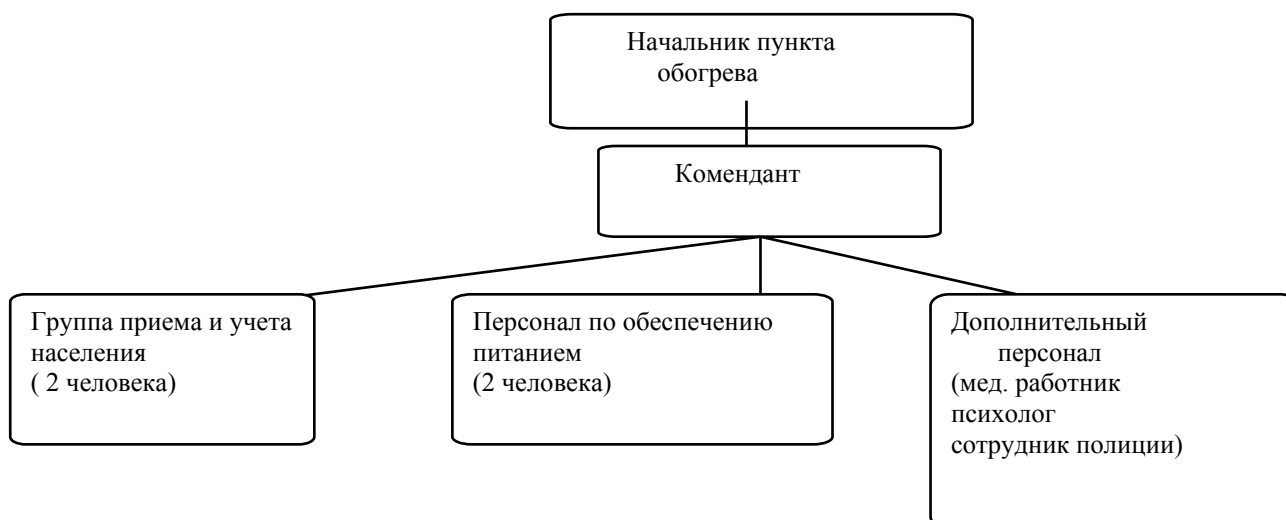 Начальник пункта
обогрева
Комендант
Группа приема и учета
населения
( 2 человека)
Персонал по обеспечению
питанием
(2 человека)
Дополнительный
персонал
(мед. работник
психолог
сотрудник полиции)